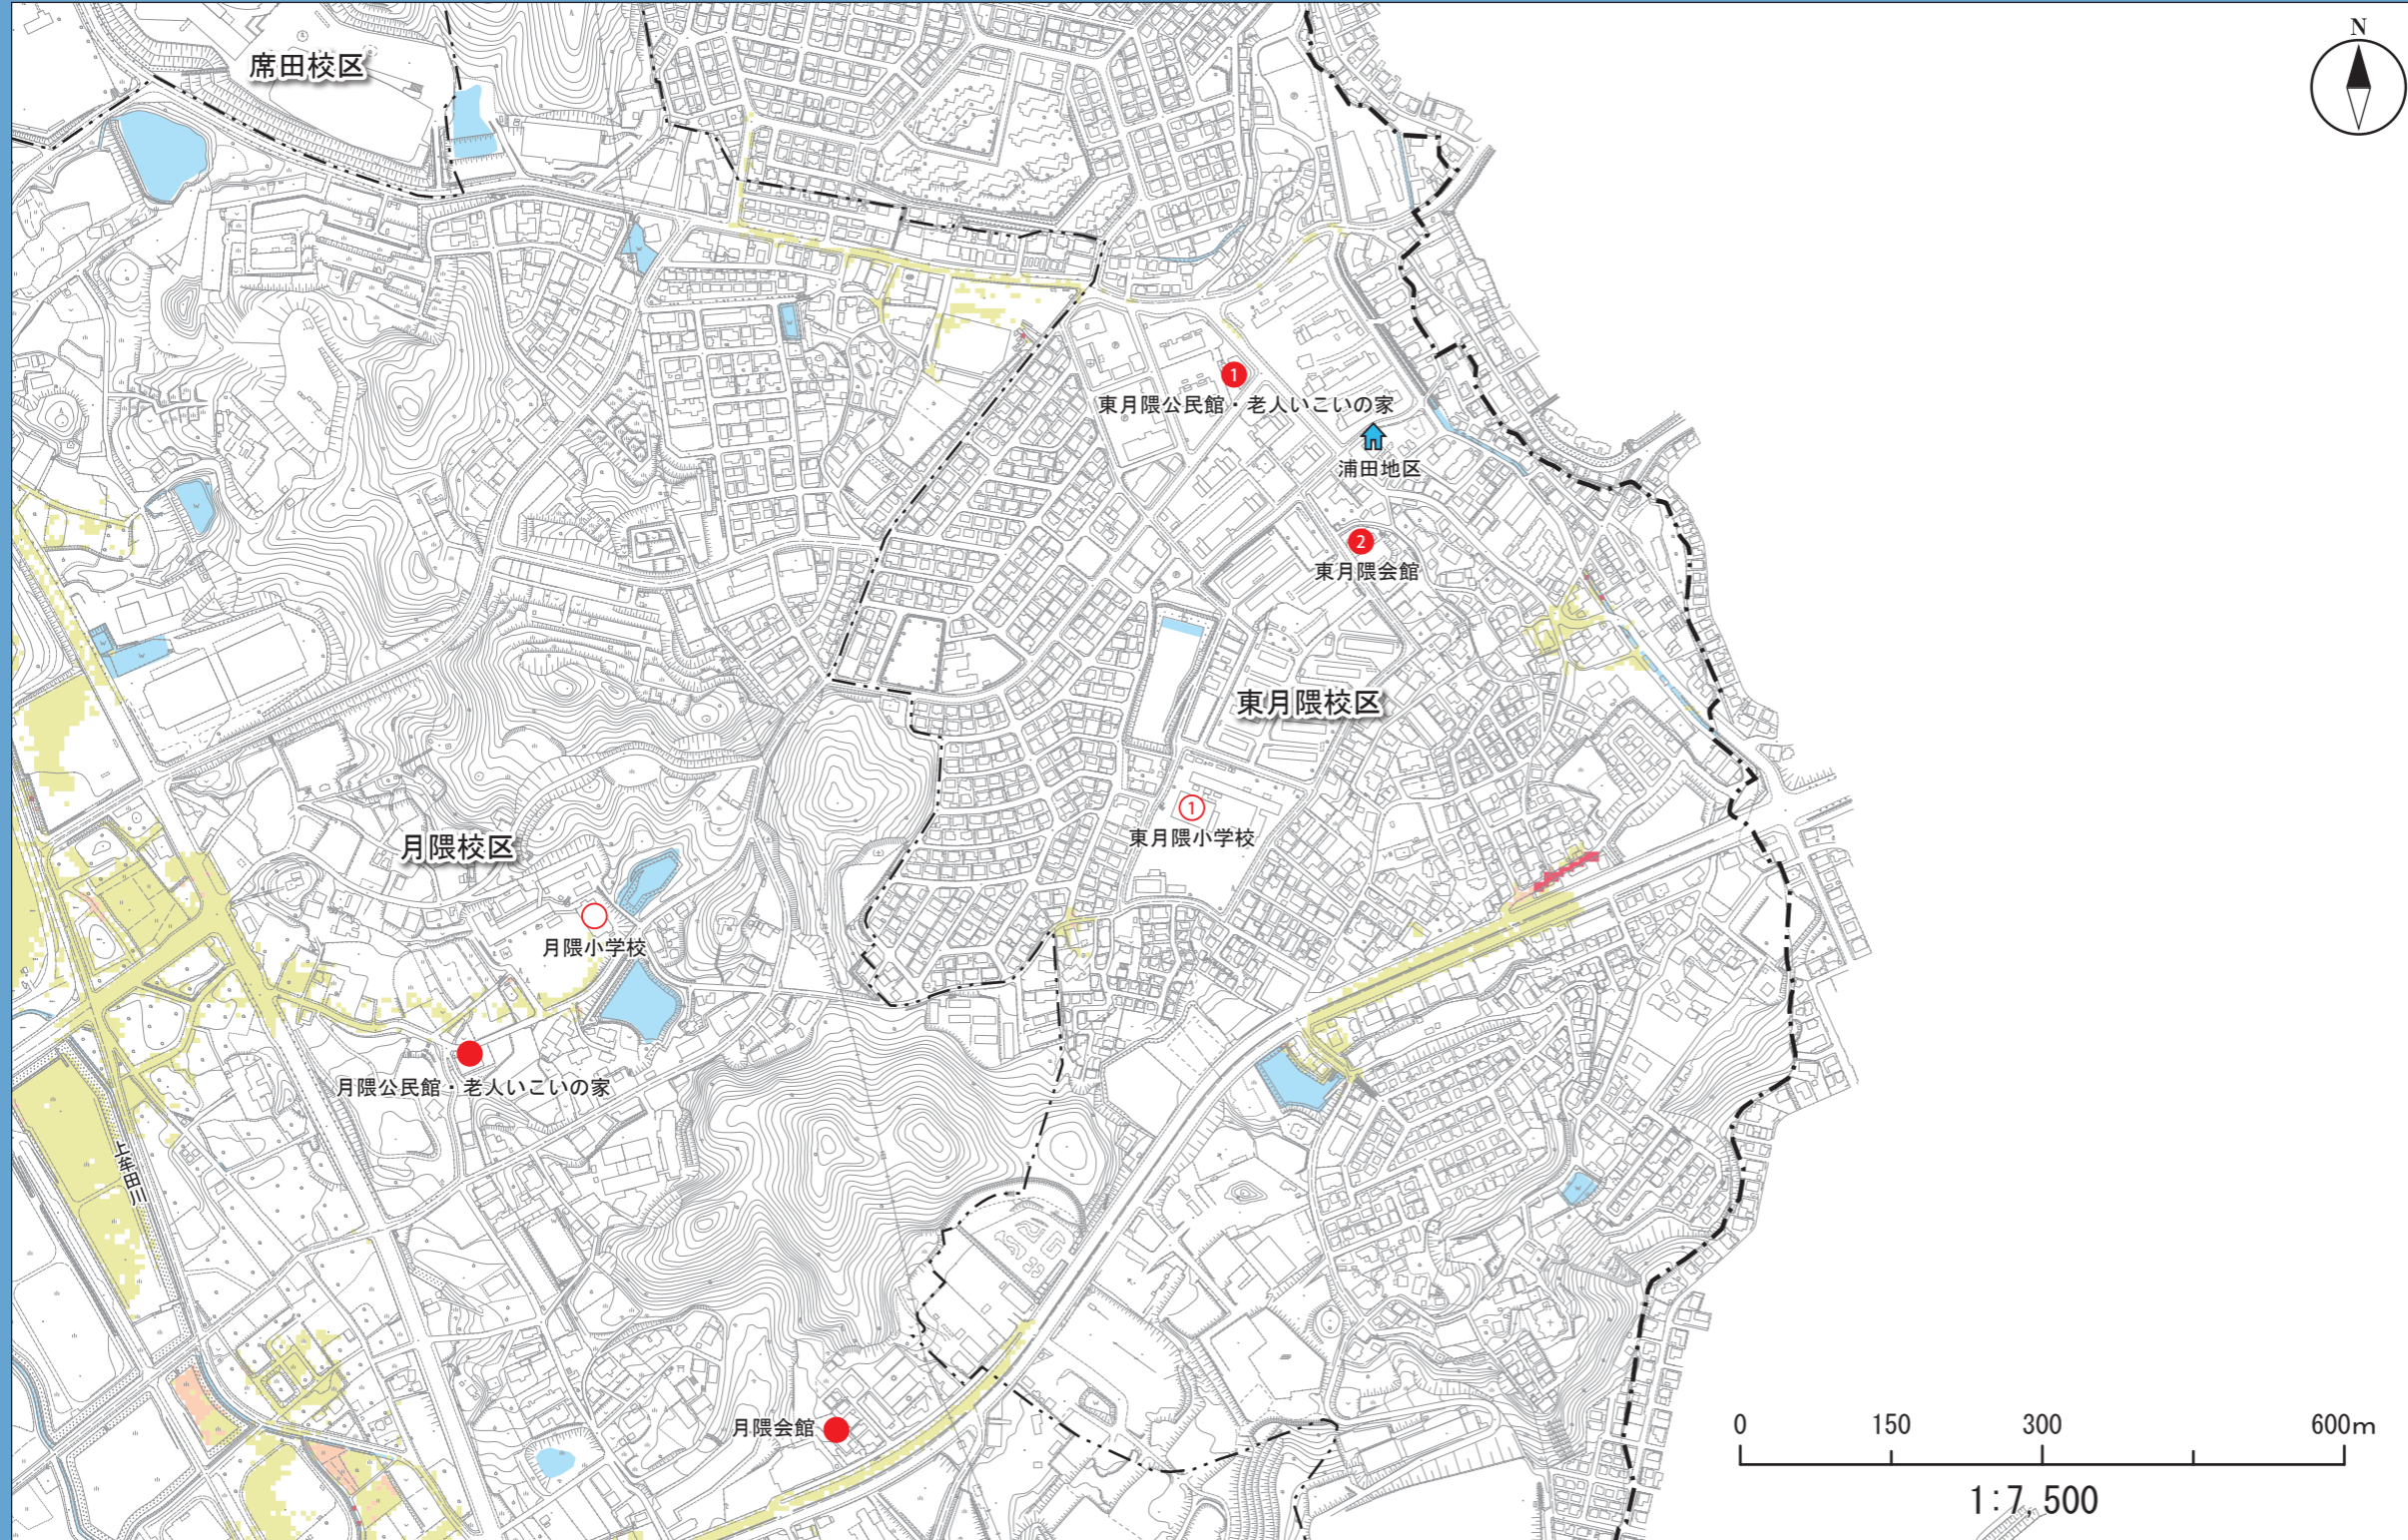 N
席田校区
1
東月隈公民館・老人いこいの家
浦田地区
2
東月隈会館
東月隈校区
1
東月隈小学校
月隈校区
月隈小学校
月隈公民館・老人いこいの家
上牟田川
月隈会館
0 150 300 600m
1:7,500